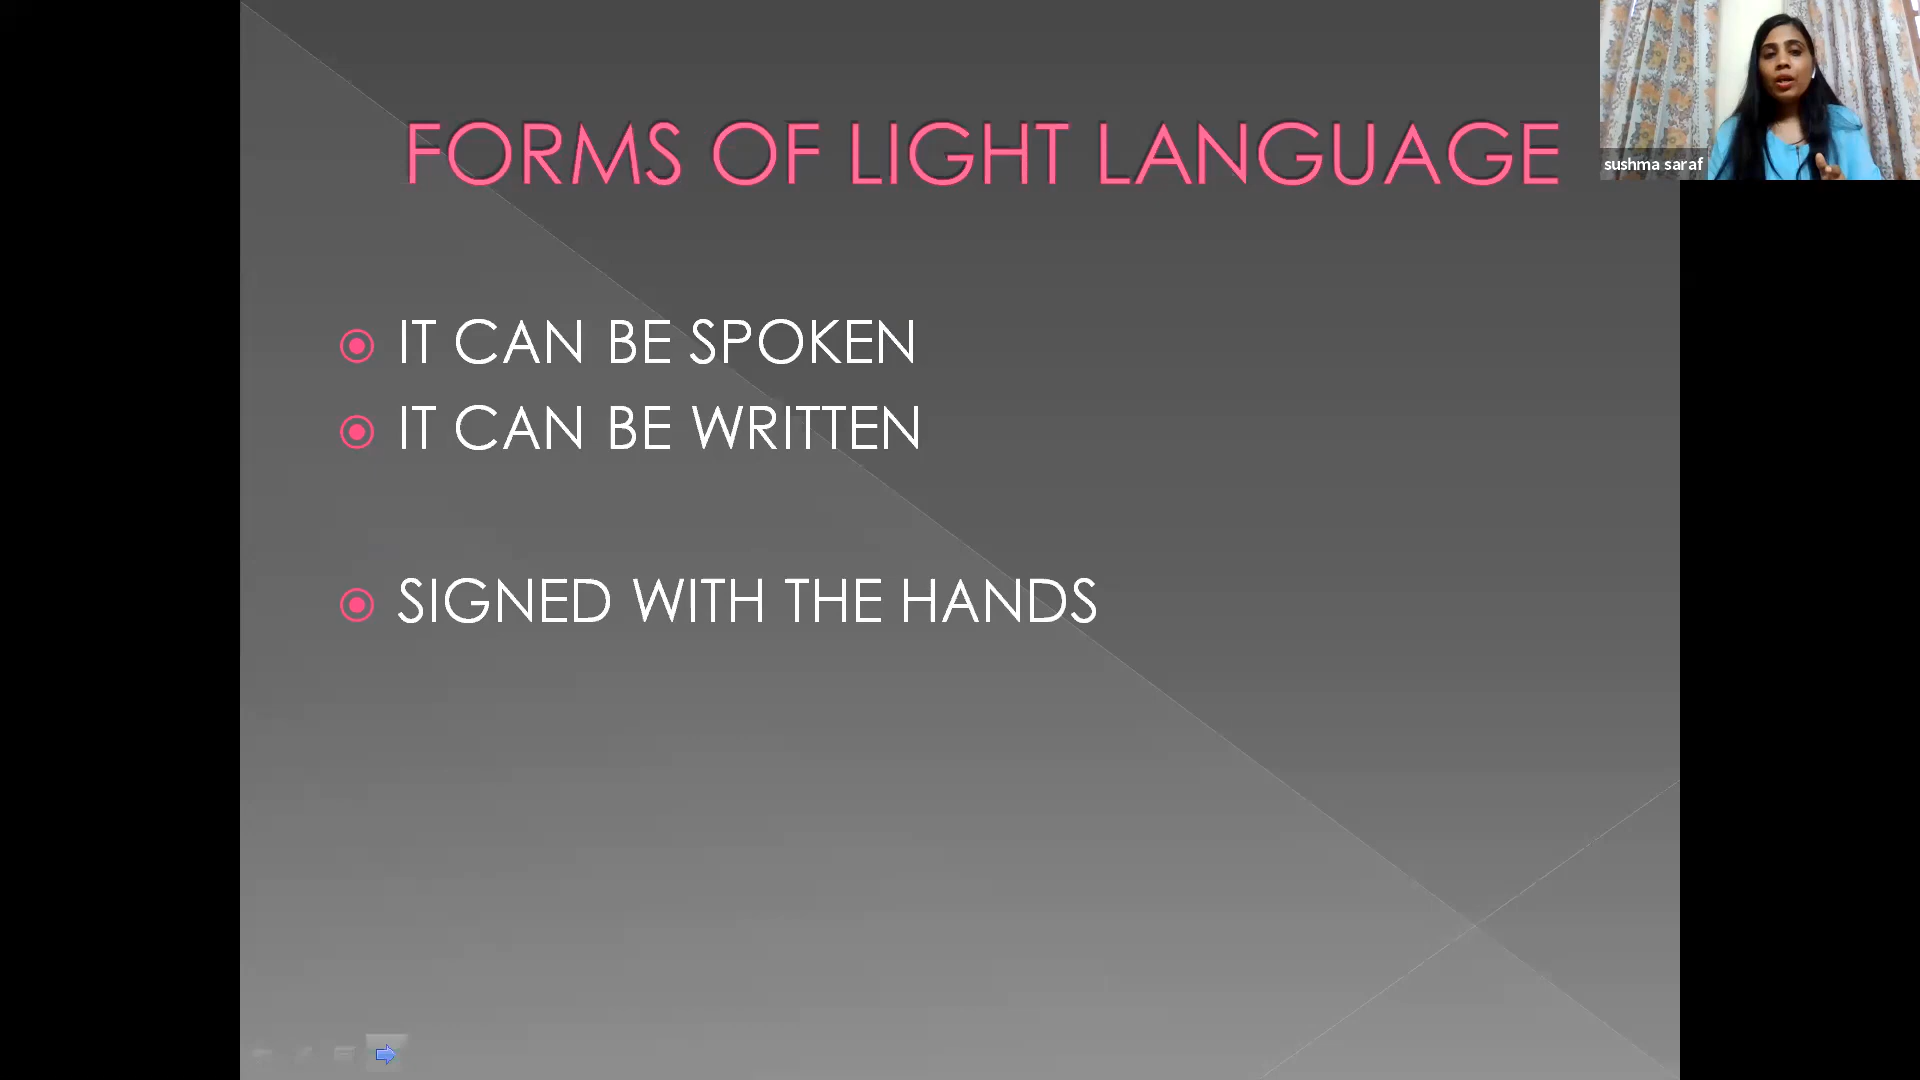 FORMS OF LIGHT LANGUAGE
sushma saraf
IT CAN BE SPOKEN
IT CAN BE WRITTEN
SIGNED WITH THE HANDS